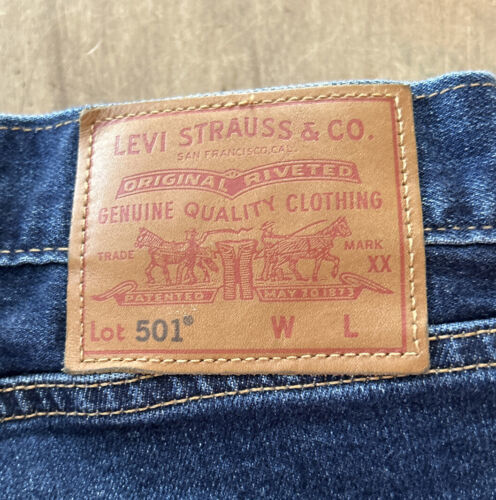 LEVI STRAUSS & CO.
SAN FRANCISCO, CAL.
ORIGINAL RIVETED
GENUINE QUALITY CLOTHING
TRADE MARK
XX
PATENTED MAY 20 1873
Lot 501® W L